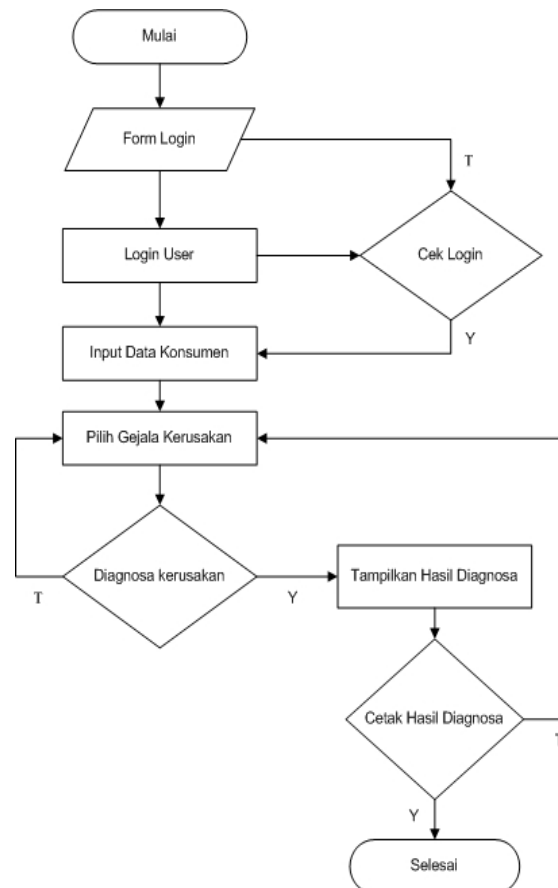 Mulai
Form Login
T
Login User
Cek Login
Y
Input Data Konsumen
Pilih Gejala Kerusakan
Diagnosa kerusakan
T
Y
Tampilkan Hasil Diagnosa
Cetak Hasil Diagnosa
T
Y
Selesai